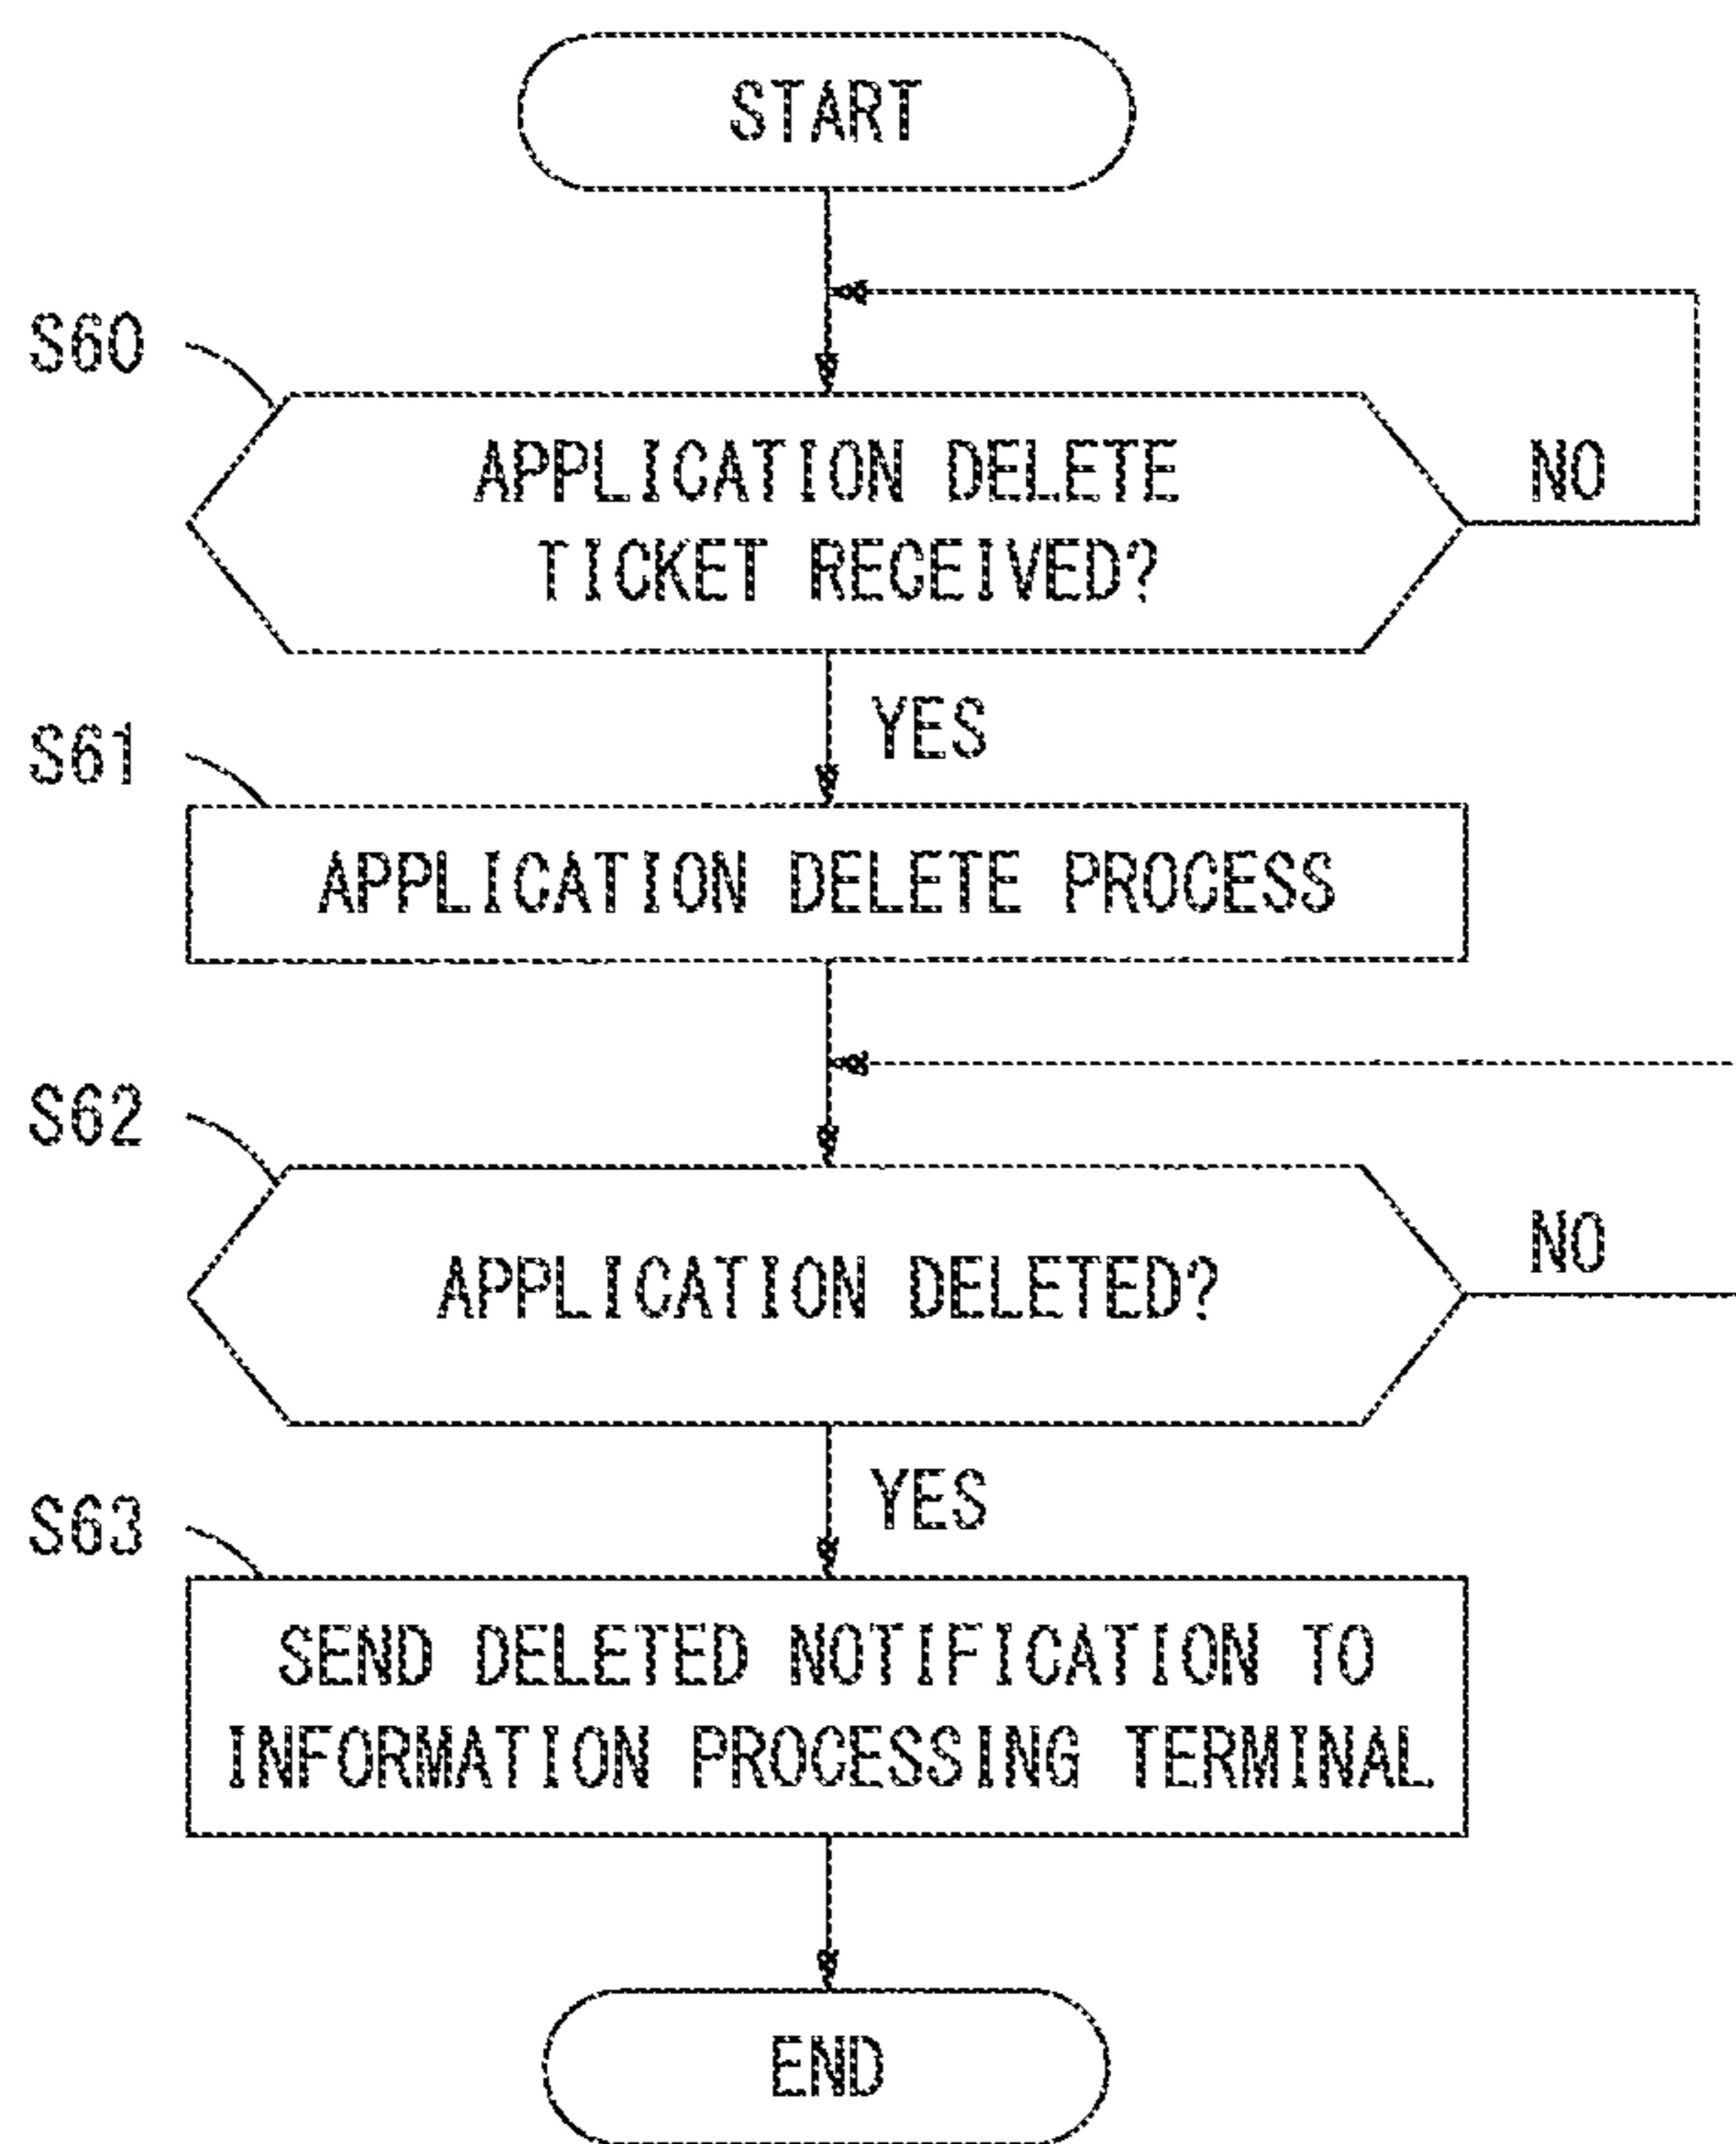 START
S60
APPLICATION DELETE
TICKET RECEIVED?
NO
YES
S61
APPLICATION DELETE PROCESS
S62
APPLICATION DELETED?
NO
YES
S63
SEND DELETED NOTIFICATION TO
INFORMATION PROCESSING TERMINAL
END